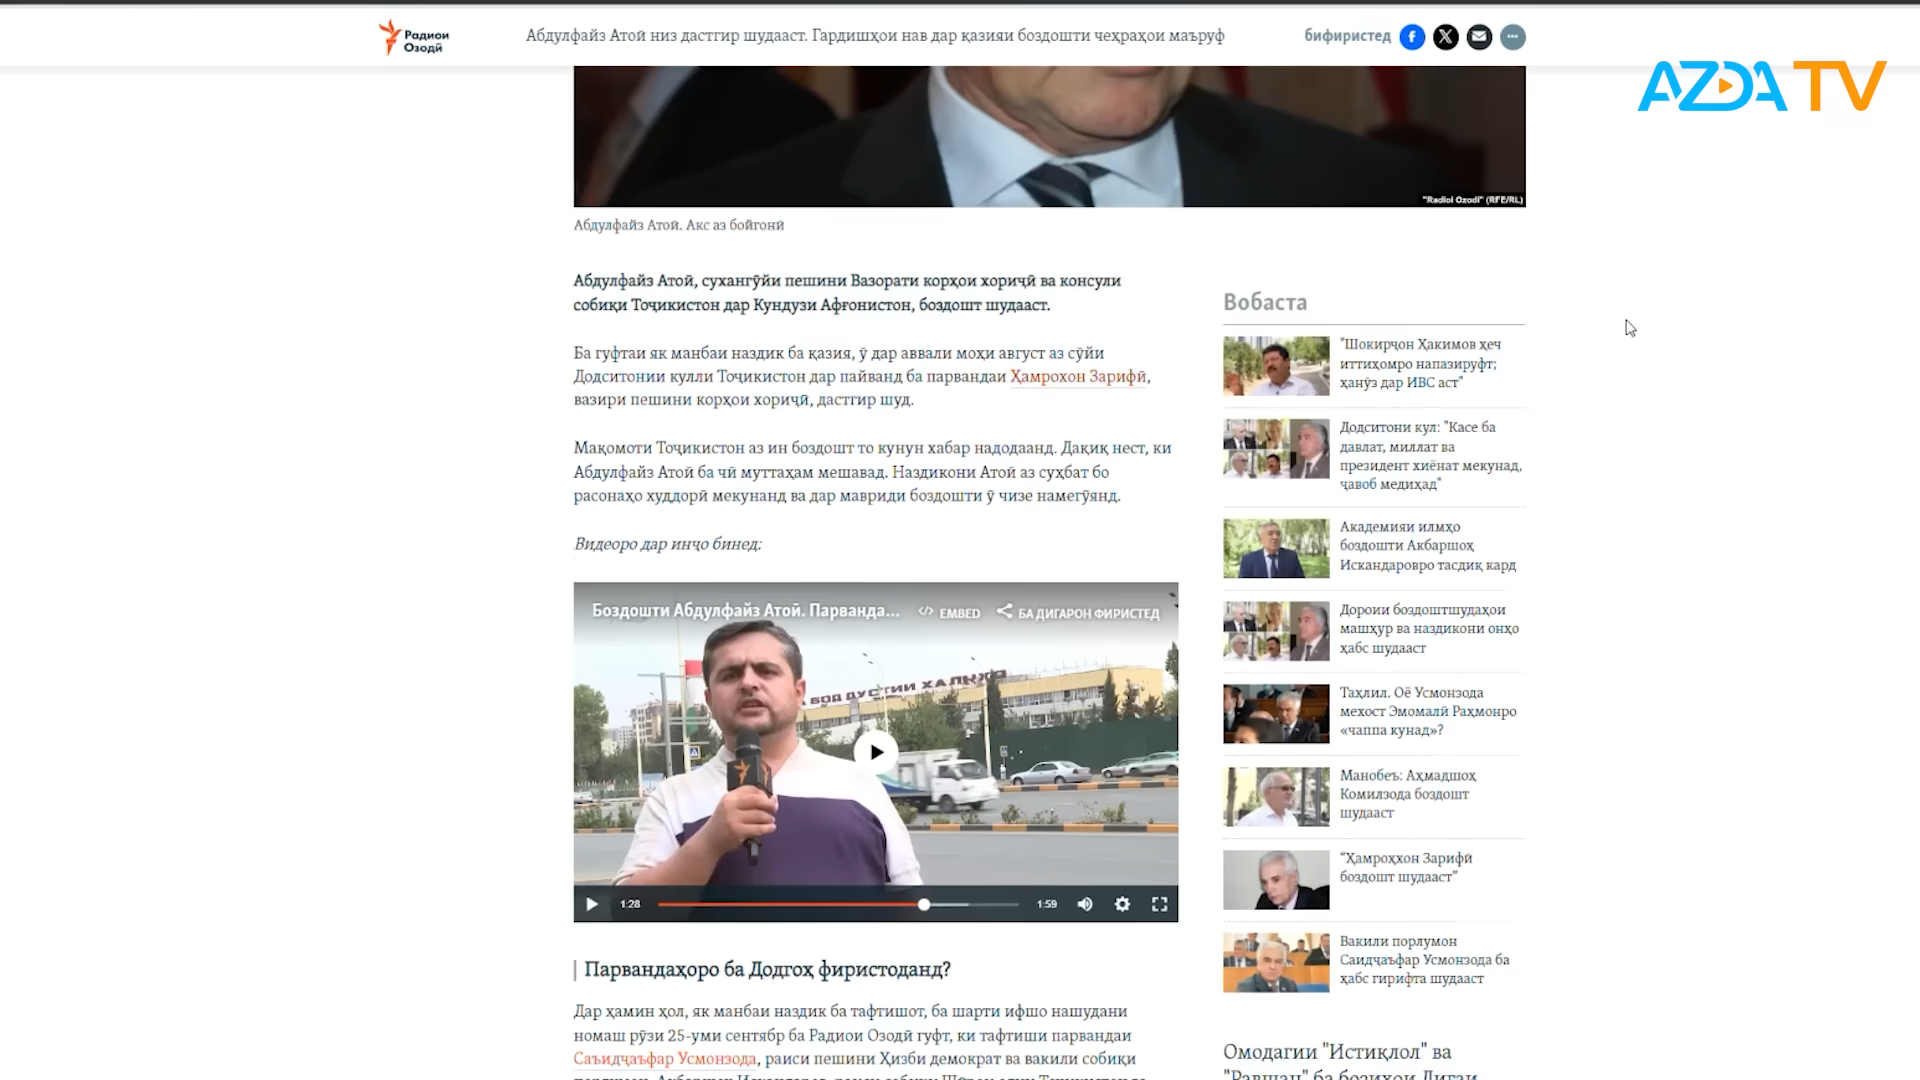 Радиои
Озодӣ
Абдулфайз Атоӣ низ дастгир шудааст. Гардишҳои нав дар қазияи боздошти чеҳраҳои маъруф
бифиристед
AZDA TV
"Radioi Ozodi" (RFE/RL)
Абдулфайз Атоӣ. Акс аз бойгонӣ
Абдулфайз Атоӣ, сухангӯйи пешини Вазорати корҳои хориҷӣ ва консули
собиқи Тоҷикистон дар Кундузи Афғонистон, боздошт шудааст.
Ба гуфтаи як манбаи наздик ба қазия, ӯ дар аввали моҳи август аз сӯйи
Додситонии кулли Тоҷикистон дар пайванд ба парвандаи Ҳамрохон Зарифӣ,
вазири пешини корҳои хориҷӣ, дастгир шуд.
Мақомоти Тоҷикистон аз ин боздошт то кунун хабар надодаанд. Дақиқ нест, ки
Абдулфайз Атоӣ ба чӣ муттаҳам мешавад. Наздикони Атоӣ аз суҳбат бо
расонаҳо худдорӣ мекунанд ва дар мавриди боздошти ӯ чизе намегӯянд.
Видеоро дар инҷо бинед:
Боздошти Абдулфайз Атоӣ. Парванда...
EMBED
БА ДИГАРОН ФИРИСТЕД
БОД ДУСТИИ ХАЛҚҲО
1:28
1:59
Парвандаҳоро ба Додгоҳ фиристоданд?
Дар ҳамин ҳол, як манбаи наздик ба тафтишот, ба шарти ифшо нашудани
номаш рӯзи 25-уми сентябр ба Радиои Озодӣ гуфт, ки тафтиши парвандаи
Саъидҷаъфар Усмонзода, раиси пешини Ҳизби демократ ва вакили собиқи
Вобаста
"Шокирҷон Ҳакимов ҳеҷ
иттиҳомро напазируфт;
ҳанӯз дар ИВС аст"
Додситони кул: "Касе ба
давлат, миллат ва
президент хиёнат мекунад,
ҷавоб медиҳад"
Академияи илмҳо
боздошти Акбаршоҳ
Искандаровро тасдиқ кард
Дороии боздоштшудаҳои
машҳур ва наздикони онҳо
ҳабс шудааст
Таҳлил. Оё Усмонзода
мехост Эмомалӣ Раҳмонро
«чаппа кунад»?
Манобеъ: Аҳмадшоҳ
Комилзода боздошт
шудааст
"Ҳамроҳхон Зарифӣ
боздошт шудааст"
Вакили порлумон
Саидҷаъфар Усмонзода ба
ҳабс гирифта шудааст
Омодагии "Истиқлол" ва
"Равшан" ба бозиҳои Лигаи